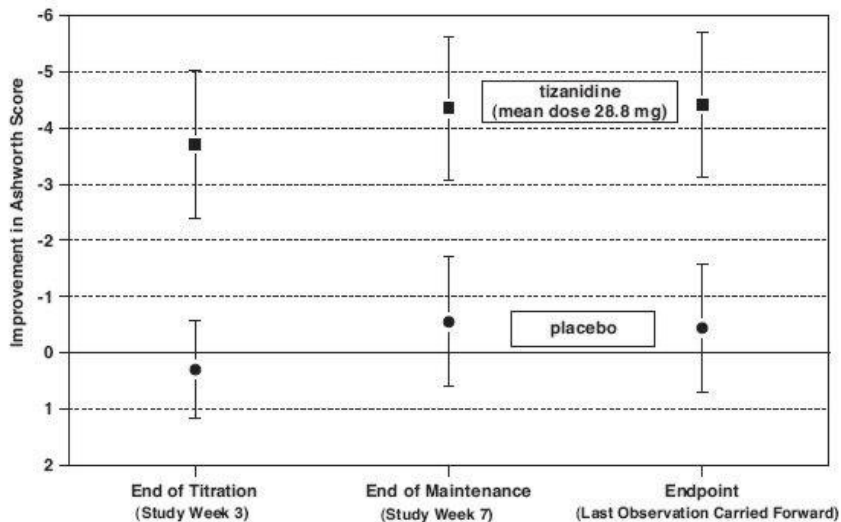 Improvement in Ashworth Score
-6
-5
-4
-3
-2
-1
0
1
2
tizanidine
(mean dose 28.8 mg)
placebo
End of Titration
(Study Week 3)
End of Maintenance
(Study Week 7)
Endpoint
(Last Observation Carried Forward)